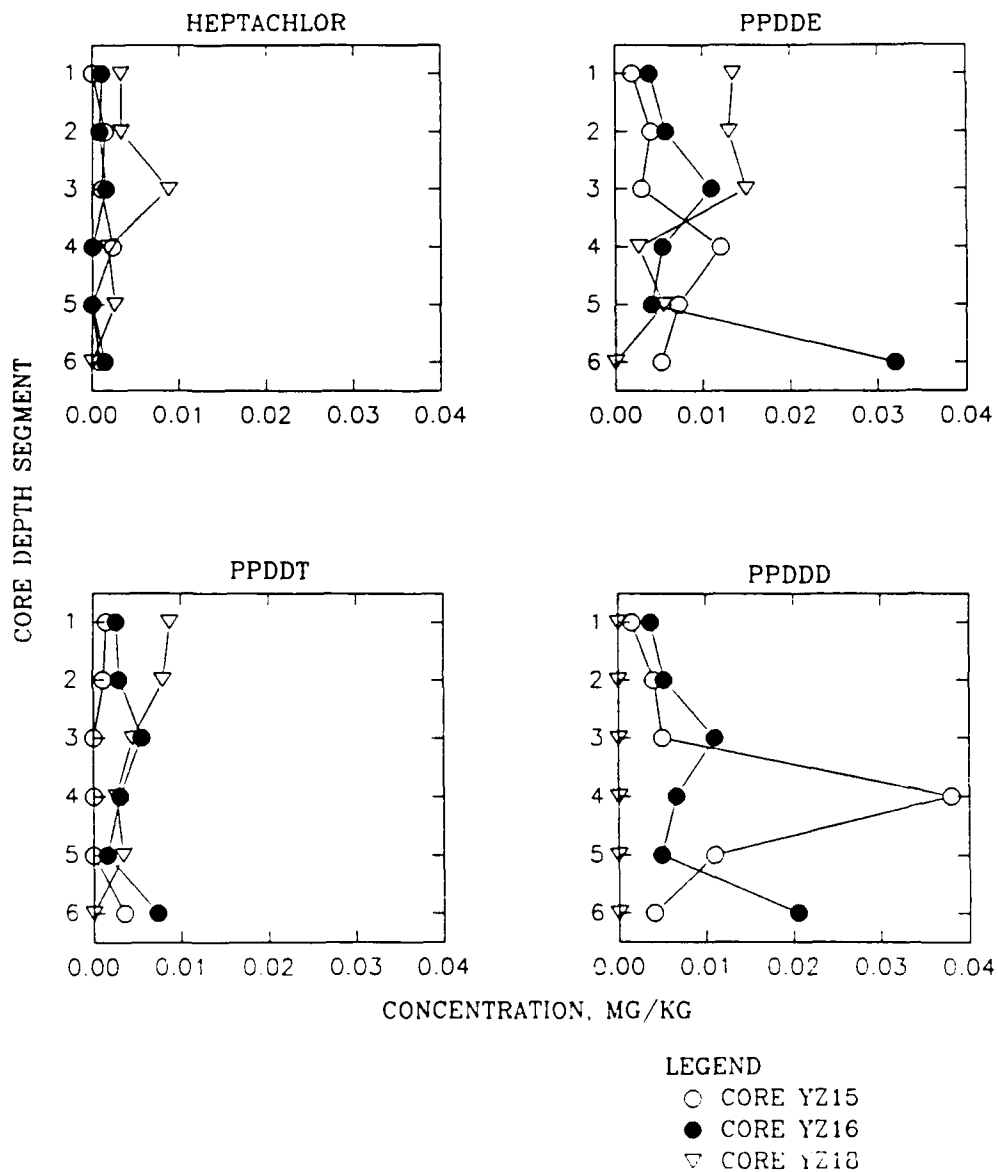 HEPTACHLOR
1
2
3
4
5
6
0.00 0.01 0.02 0.03 0.04
PPDDE
1
2
3
4
5
6
0.00 0.01 0.02 0.03 0.04
CORE DEPTH SEGMENT
PPDDT
1
2
3
4
5
6
0.00 0.01 0.02 0.03 0.04
PPDDD
1
2
3
4
5
6
0.00 0.01 0.02 0.03 0.04
CONCENTRATION, MG/KG
LEGEND
CORE YZ15
CORE YZ16
CORE YZ18